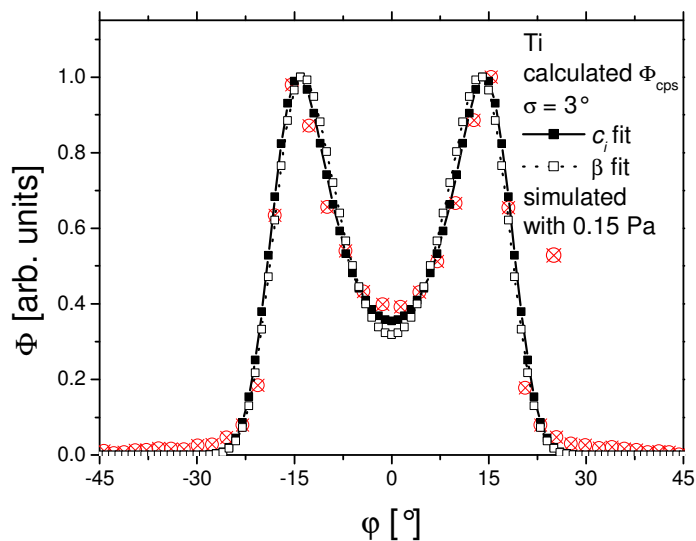 Ti
calculated Φcps
σ = 3°
ci fit
β fit
simulated
with 0.15 Pa
1.0
0.8
0.6
0.4
0.2
0.0
Φ [arb. units]
-45 -30 -15 0 15 30 45
φ [°]